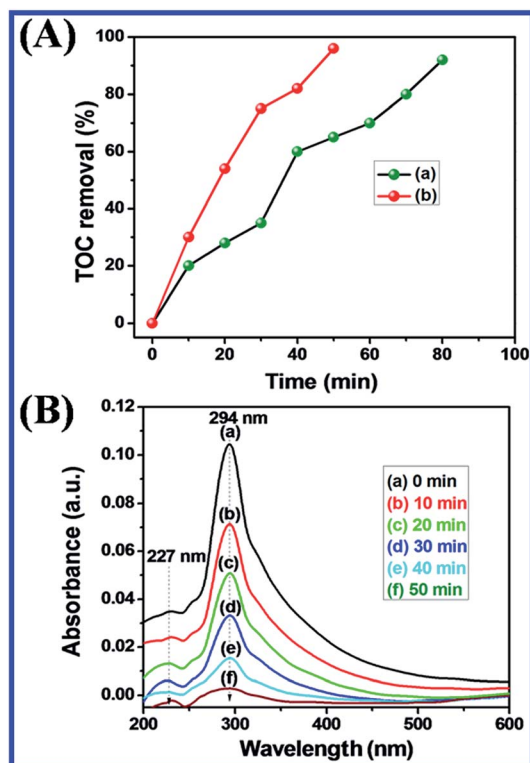 (A)
100
80
60
40
20
0
TOC removal (%)
(a)
(b)
0 20 40 60 80 100
Time (min)
(B)
0.12
0.10
0.08
0.06
0.04
0.02
0.00
Absorbance (a.u.)
294 nm
(a)
(b)
(c)
(d)
(e)
(f)
227 nm
(a) 0 min
(b) 10 min
(c) 20 min
(d) 30 min
(e) 40 min
(f) 50 min
200 300 400 500 600
Wavelength (nm)